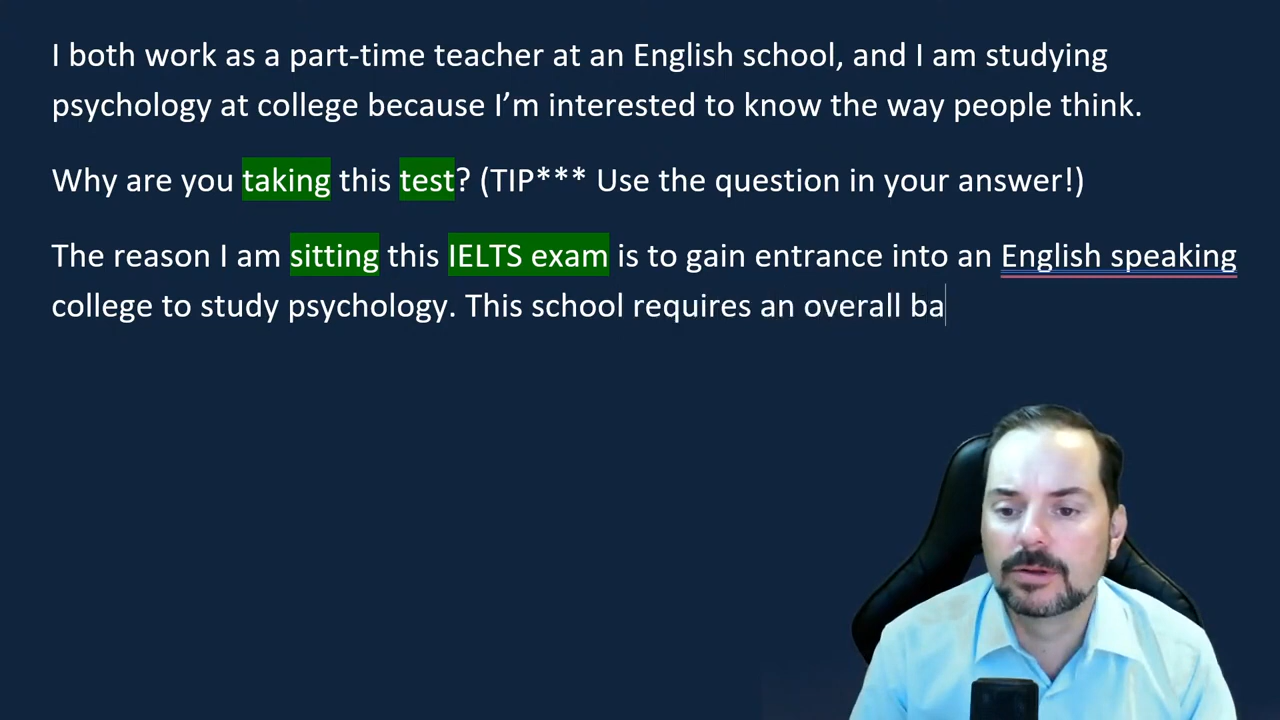 I both work as a part-time teacher at an English school, and I am studying
psychology at college because I’m interested to know the way people think.
Why are you taking this test? (TIP*** Use the question in your answer!)
The reason I am sitting this IELTS exam is to gain entrance into an English speaking
college to study psychology. This school requires an overall ba